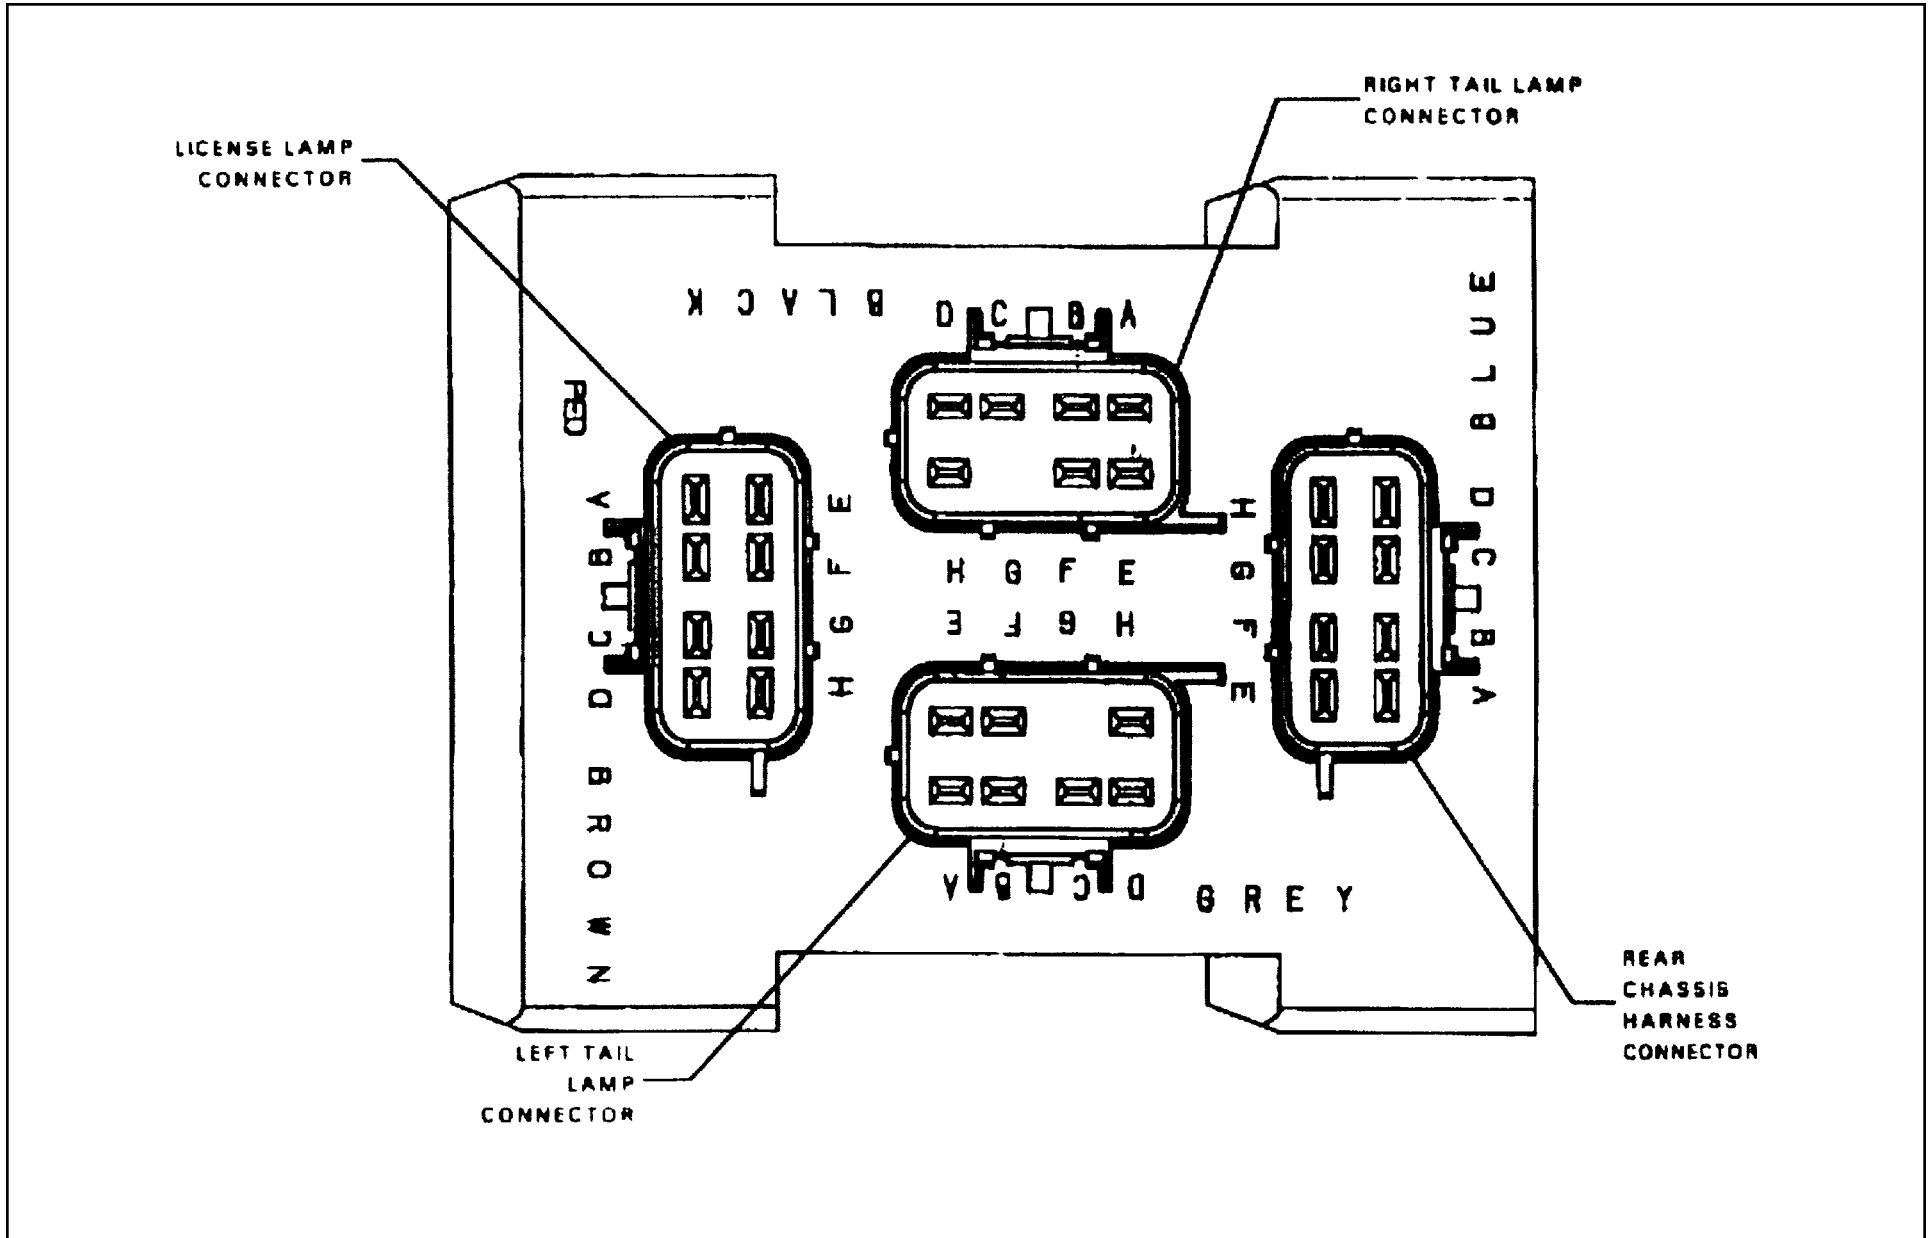 RIGHT TAIL LAMP
CONNECTOR
LICENSE LAMP
CONNECTOR
BLACK
D C B A
BLUE
A B C D
E F G H
H G F E
E F G H
H G F E
D C B A
A B C D
BROWN
GREY
LEFT TAIL
LAMP
CONNECTOR
REAR
CHASSIS
HARNESS
CONNECTOR